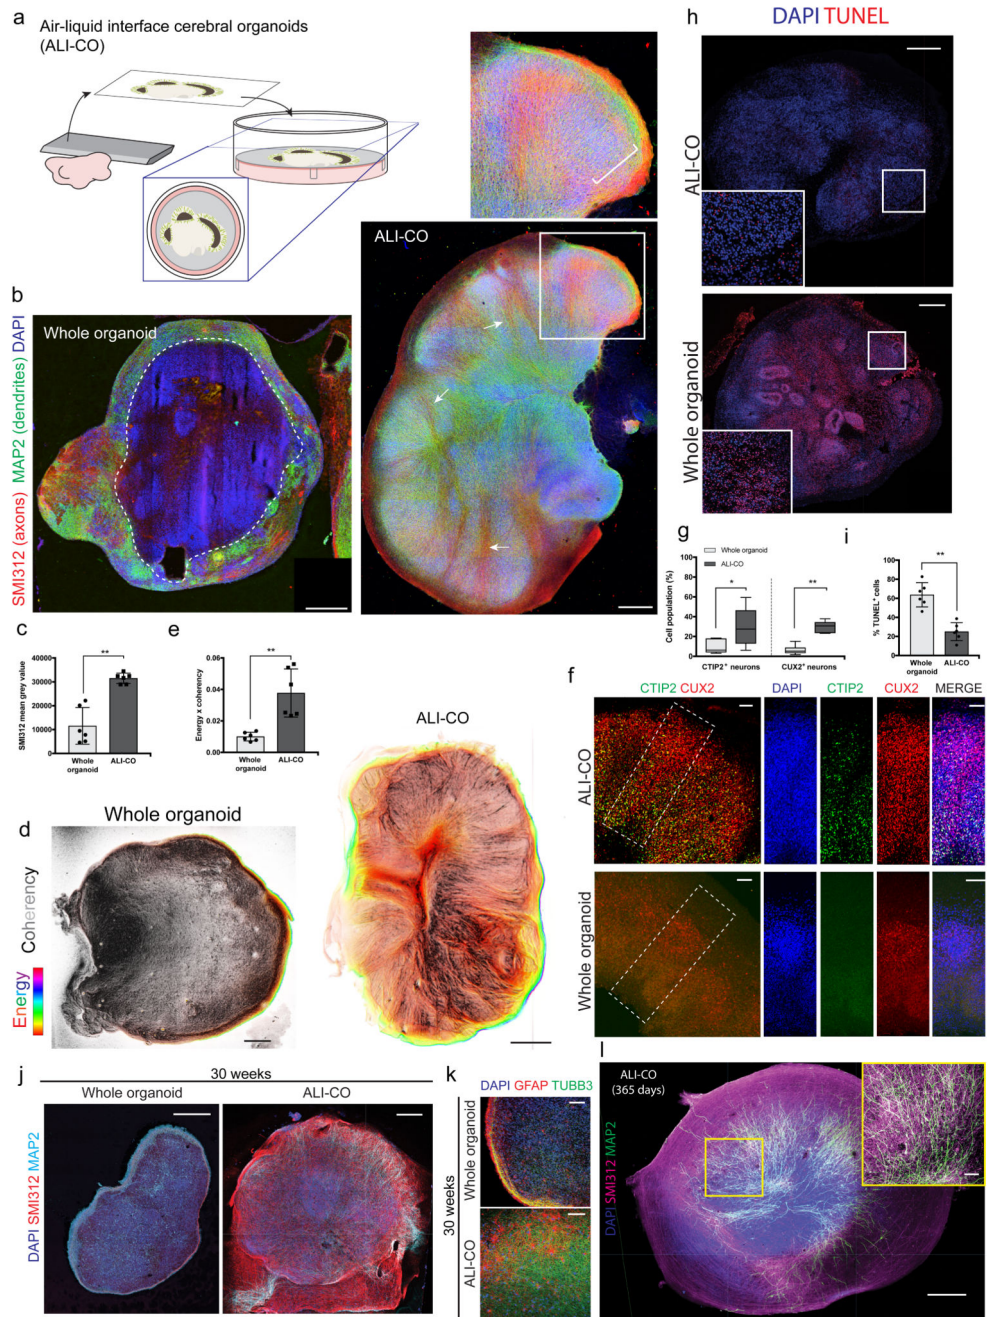 a
Air-liquid interface cerebral organoids
(ALI-CO)
ALI-CO
b
Whole organoid
SMI312 (axons) MAP2 (dendrites) DAPI
h
DAPI TUNEL
ALI-CO
Whole organoid
c
SMI312 mean grey value
40000
30000
20000
10000
0
**
Whole
organoid
ALI-CO
e
Energy x coherency
0.06
0.04
0.02
0.00
**
Whole
organoid
ALI-CO
g
Whole organoid
ALI-CO
Cell population (%)
100
80
60
40
20
0
*
**
CTIP2+ neurons
CUX2+ neurons
i
% TUNEL+ cells
100
80
60
40
20
0
**
Whole
organoid
ALI-CO
d
Whole organoid
ALI-CO
Energy Coherency
f
CTIP2 CUX2
DAPI
CTIP2
CUX2
MERGE
ALI-CO
Whole organoid
j
30 weeks
Whole organoid
ALI-CO
DAPI SMI312 MAP2
k
DAPI GFAP TUBB3
30 weeks
Whole organoid
ALI-CO
l
ALI-CO
(365 days)
DAPI SMI312 MAP2